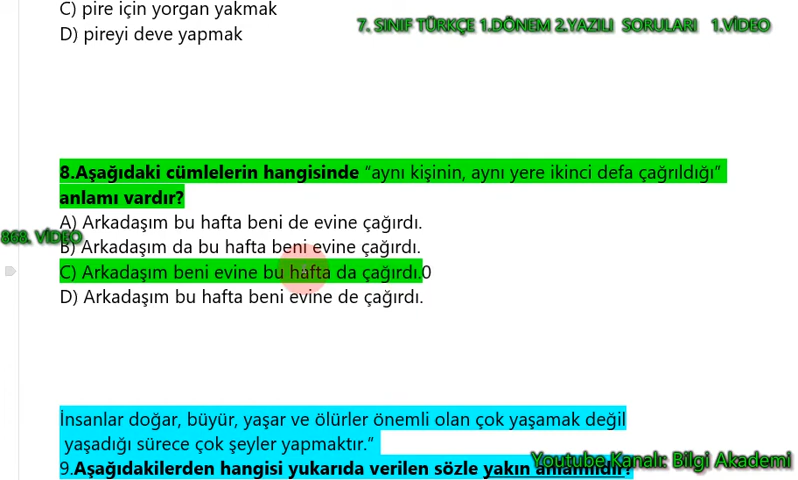 C) pire için yorgan yakmak
7. SINIF TÜRKÇE 1.DÖNEM 2.YAZILI SORULARI 1.VİDEO
D) pireyi deve yapmak
8.Aşağıdaki cümlelerin hangisinde “aynı kişinin, aynı yere ikinci defa çağrıldığı”
anlamı vardır?
A) Arkadaşım bu hafta beni de evine çağırdı.
868. VİDEO
B) Arkadaşım da bu hafta beni evine çağırdı.
C) Arkadaşım beni evine bu hafta da çağırdı.0
D) Arkadaşım bu hafta beni evine de çağırdı.
İnsanlar doğar, büyür, yaşar ve ölürler önemli olan çok yaşamak değil
yaşadığı sürece çok şeyler yapmaktır.”
Youtube Kanalı: Bilgi Akademi
9.Aşağıdakilerden hangisi yukarıda verilen sözle yakın anlamlıdır?